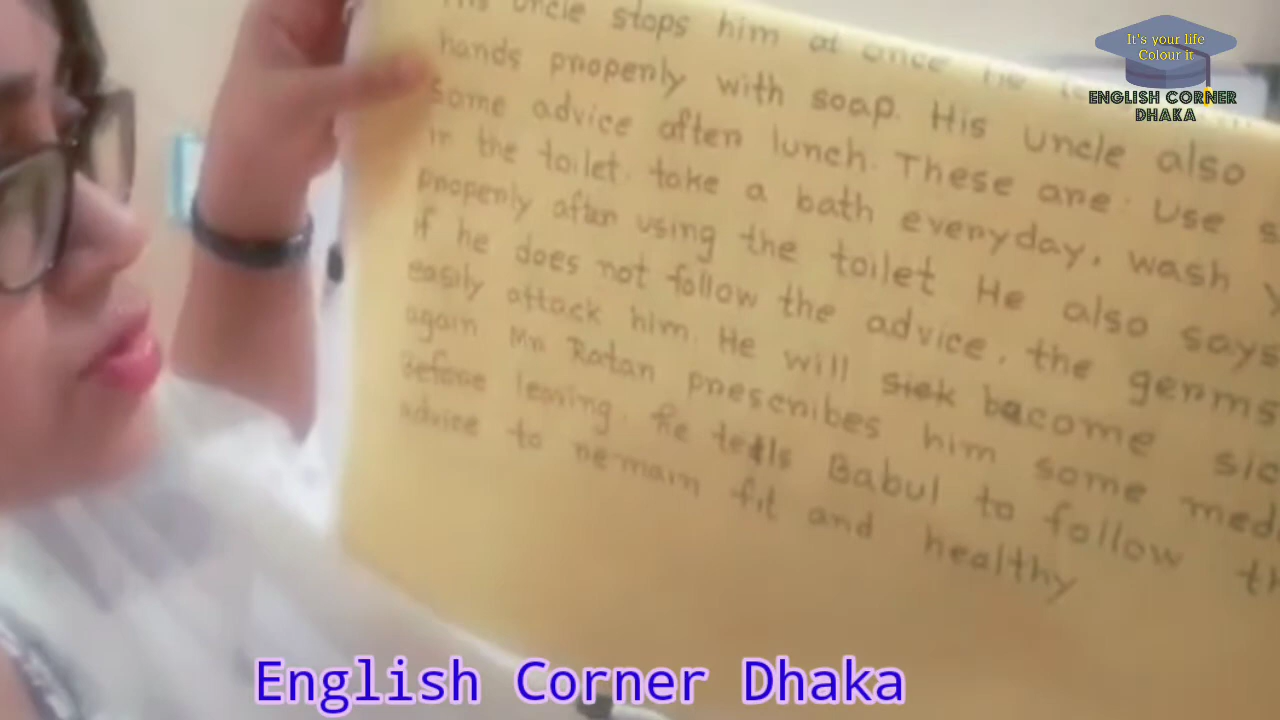 It's your life
Colour it
ENGLISH CORNER
DHAKA
uncle stops him at once He
hands properly with soap. His uncle also
some advice after lunch. These are: Use
in the toilet. take a bath everyday, wash
properly after using the toilet He also says
if he does not follow the advice, the germs
easily attack him. He will sick become
again Mr Ratan prescribes him some
Before leaving, he tells Babul to follow
advice to remain fit and healthy
English Corner Dhaka